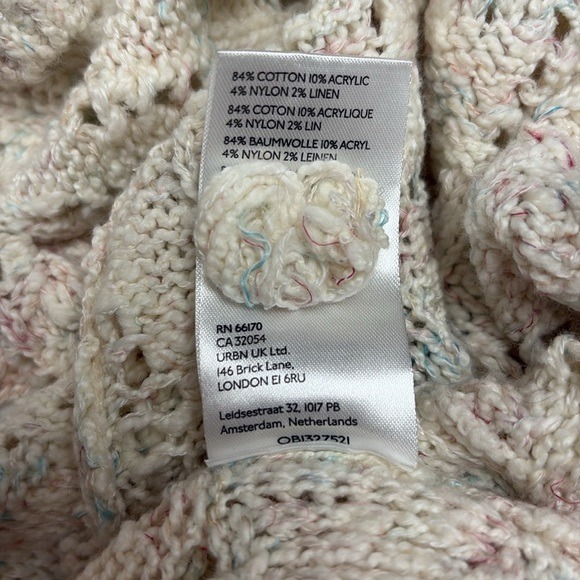 84% COTTON 10% ACRYLIC
4% NYLON 2% LINEN
84% COTON 10% ACRYLIQUE
4% NYLON 2% LIN
84% BAUMWOLLE 10% ACRYL
4% NYLON 2% LEINEN
RN 66170
CA 32054
URBN UK Ltd.
146 Brick Lane,
LONDON E1 6RU
Leidsestraat 32, 1017 PB
Amsterdam, Netherlands
OB1327521